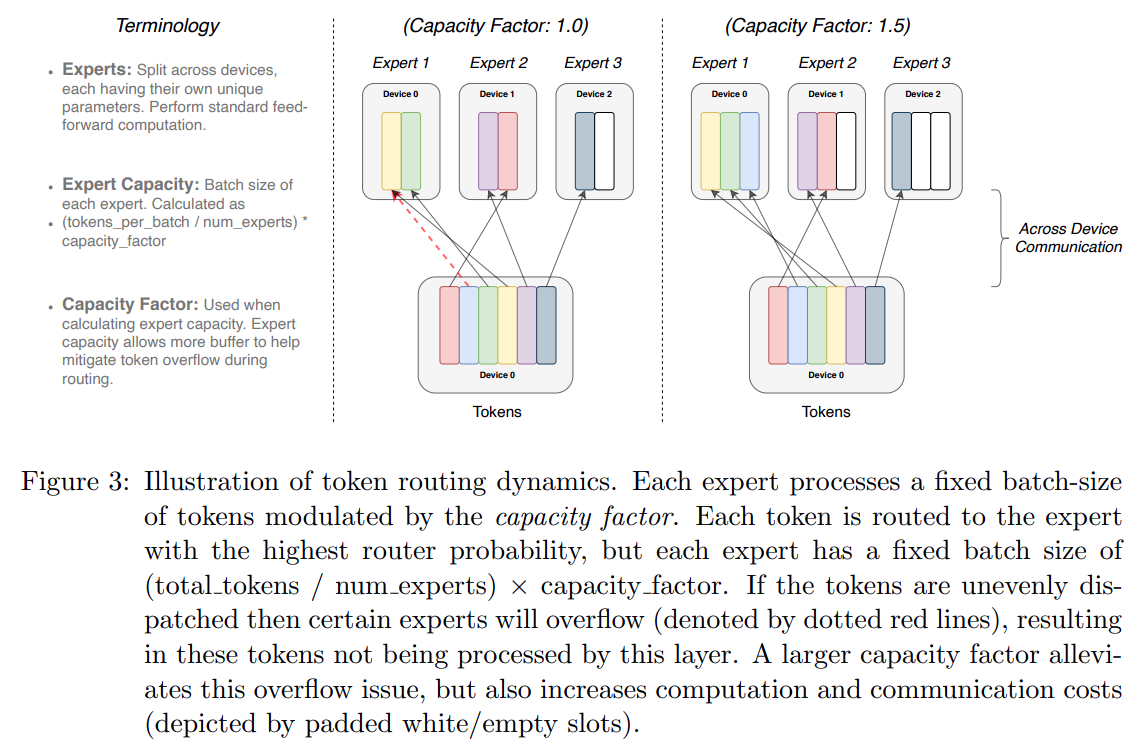 Terminology
• Experts: Split across devices,
each having their own unique
parameters. Perform standard feed-
forward computation.
• Expert Capacity: Batch size of
each expert. Calculated as
• (tokens_per_batch / num_experts) *
capacity_factor
• Capacity Factor: Used when
calculating expert capacity. Expert
capacity allows more buffer to help
mitigate token overflow during
routing.
(Capacity Factor: 1.0)
Expert 1 Expert 2 Expert 3
Device 0 Device 1 Device 2
Device 0
Tokens
(Capacity Factor: 1.5)
Expert 1 Expert 2 Expert 3
Device 0 Device 1 Device 2
Device 0
Tokens
Across Device
Communication
Figure 3: Illustration of token routing dynamics. Each expert processes a fixed batch-size
of tokens modulated by the capacity factor. Each token is routed to the expert
with the highest router probability, but each expert has a fixed batch size of
(total_tokens / num_experts) × capacity_factor. If the tokens are unevenly dis-
patched then certain experts will overflow (denoted by dotted red lines), resulting
in these tokens not being processed by this layer. A larger capacity factor allevi-
ates this overflow issue, but also increases computation and communication costs
(depicted by padded white/empty slots).